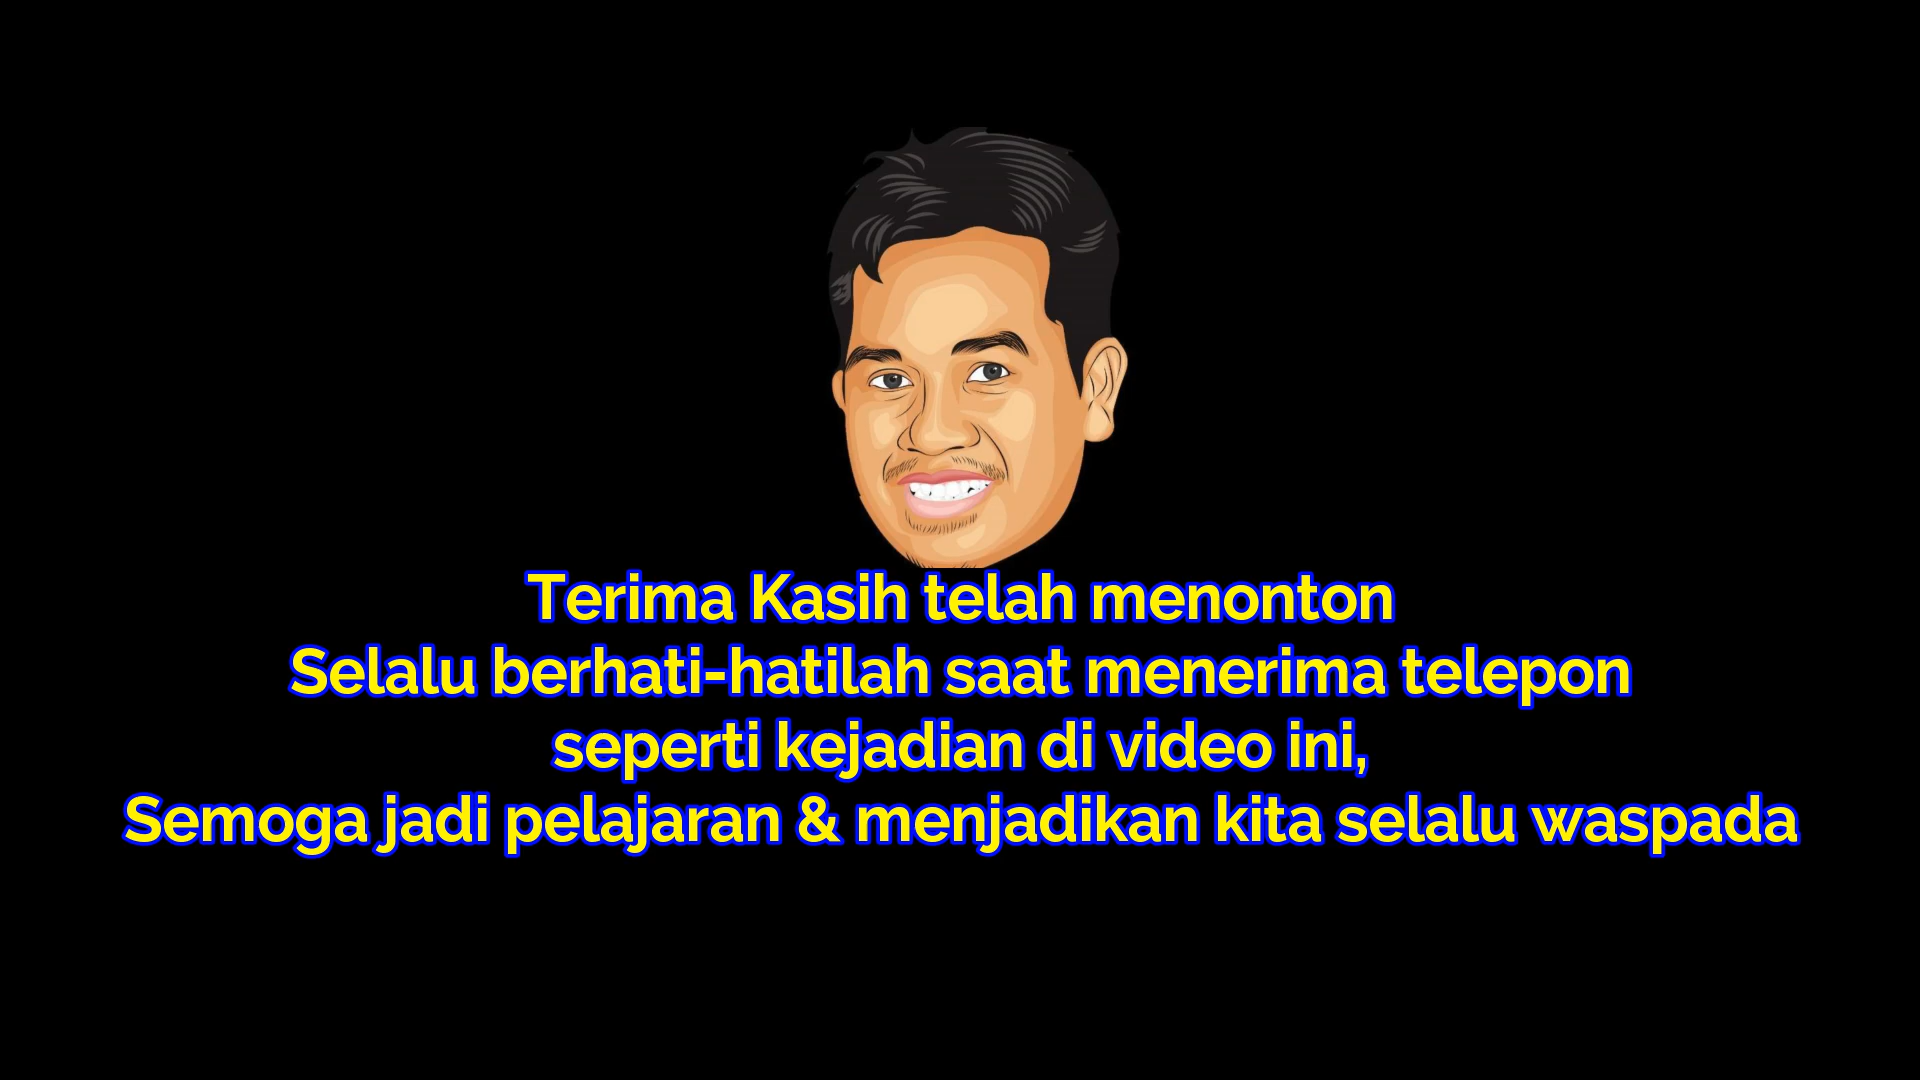 Terima Kasih telah menonton
Selalu berhati-hatilah saat menerima telepon
seperti kejadian di video ini,
Semoga jadi pelajaran & menjadikan kita selalu waspada